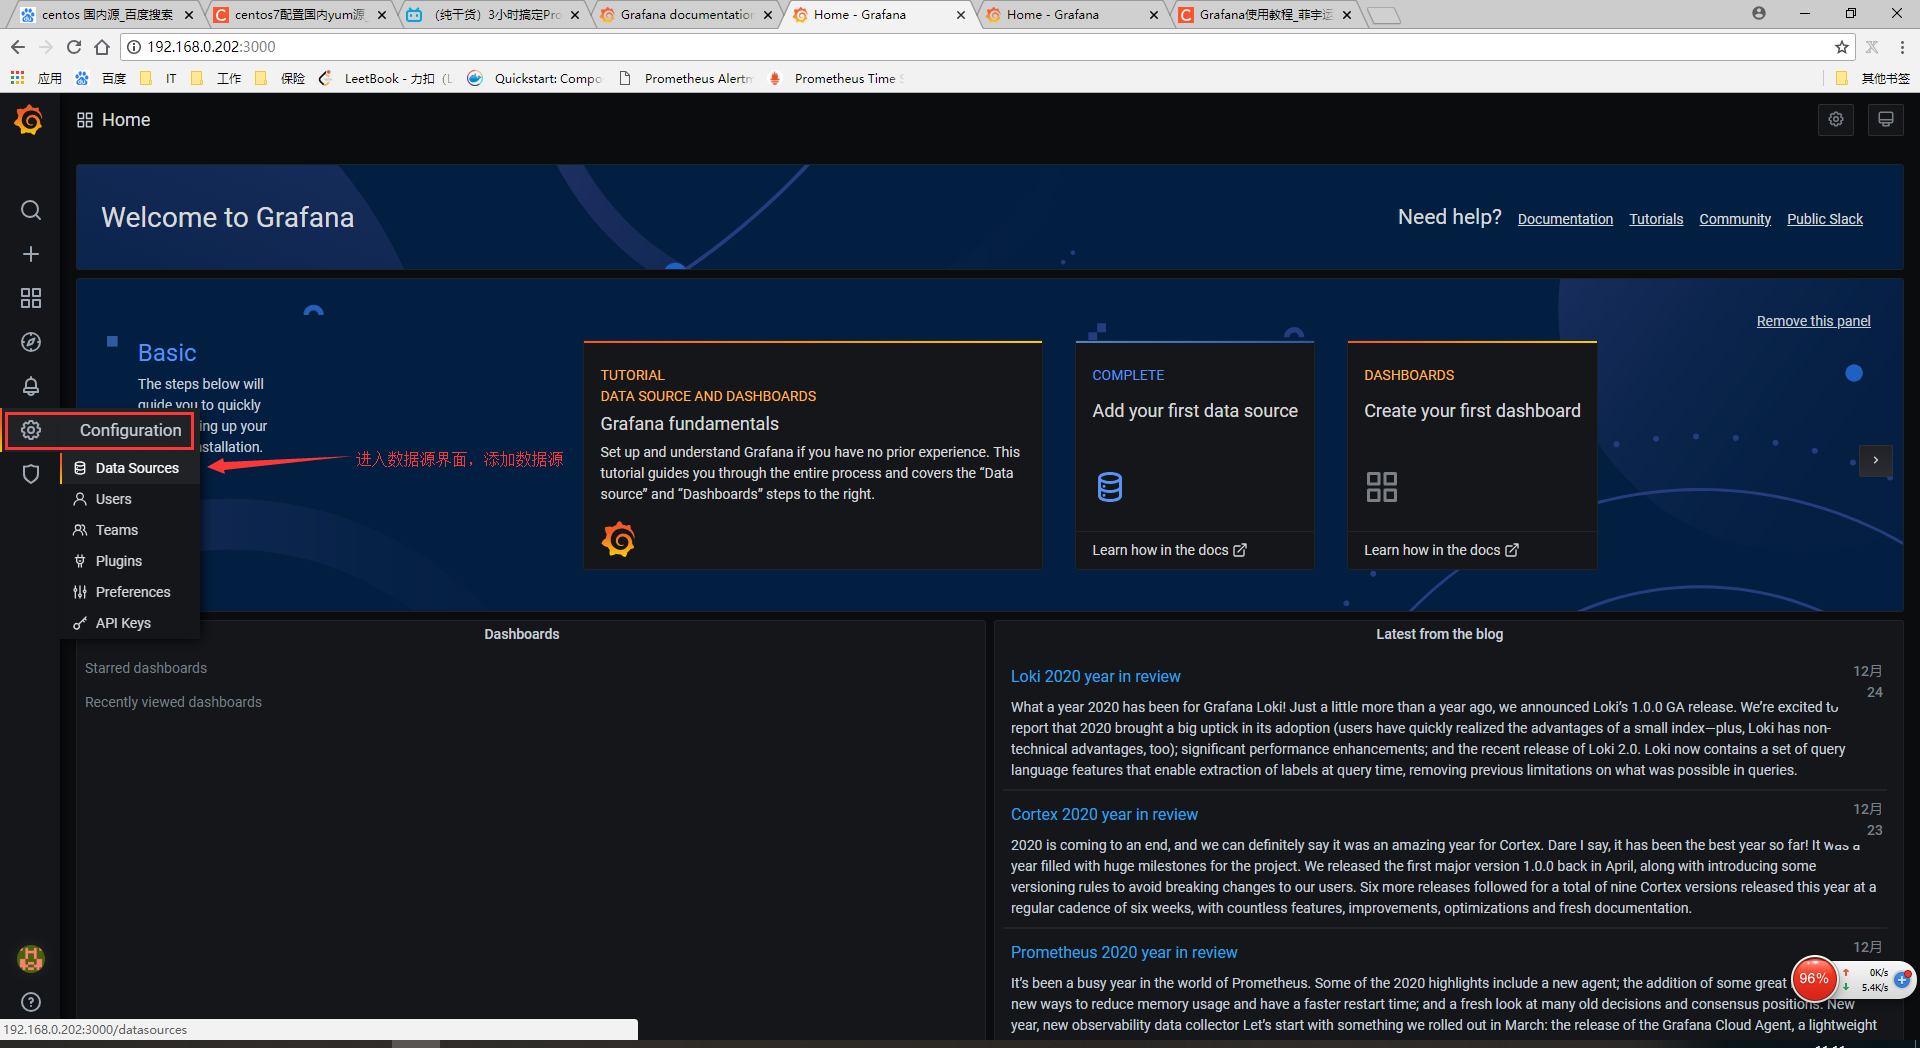 centos 国内源_百度搜索
centos7配置国内yum源_
（纯干货）3小时搞定Pro
Grafana documentation
Home - Grafana
Home - Grafana
Grafana使用教程_菲宇运
192.168.0.202:3000
应用
百度
IT
工作
保险
LeetBook - 力扣（L
Quickstart: Compo
Prometheus Alertm
Prometheus Time S
其他书签
Home
Welcome to Grafana
Need help?
Documentation
Tutorials
Community
Public Slack
Remove this panel
Basic
The steps below will
guide you to quickly
ing up your
stallation.
TUTORIAL
DATA SOURCE AND DASHBOARDS
Grafana fundamentals
Set up and understand Grafana if you have no prior experience. This
tutorial guides you through the entire process and covers the “Data
source” and “Dashboards” steps to the right.
COMPLETE
Add your first data source
Learn how in the docs
DASHBOARDS
Create your first dashboard
Learn how in the docs
Configuration
Data Sources
进入数据源界面，添加数据源
Users
Teams
Plugins
Preferences
API Keys
Dashboards
Starred dashboards
Recently viewed dashboards
Latest from the blog
Loki 2020 year in review
12月
24
What a year 2020 has been for Grafana Loki! Just a little more than a year ago, we announced Loki’s 1.0.0 GA release. We’re excited to
report that 2020 brought a big uptick in its adoption (users have quickly realized the advantages of a small index—plus, Loki has non-
technical advantages, too); significant performance enhancements; and the recent release of Loki 2.0. Loki now contains a set of query
language features that enable extraction of labels at query time, removing previous limitations on what was possible in queries.
Cortex 2020 year in review
12月
23
2020 is coming to an end, and we can definitely say it was an amazing year for Cortex. Dare I say, it has been the best year so far! It was a
year filled with huge milestones for the project. We released the first major version 1.0.0 back in April, along with introducing some
versioning rules to avoid breaking changes to our users. Six more releases followed for a total of nine Cortex versions released this year at a
regular cadence of six weeks, with countless features, improvements, optimizations and fresh documentation.
Prometheus 2020 year in review
12月
It’s been a busy year in the world of Prometheus. Some of the 2020 highlights include a new agent; the addition of some great
new ways to reduce memory usage and have a faster restart time; and a fresh look at many old decisions and consensus positions. New
year, new observability data collector Let’s start with something we rolled out in March: the release of the Grafana Cloud Agent, a lightweight
96%
0K/s
5.4K/s
192.168.0.202:3000/datasources